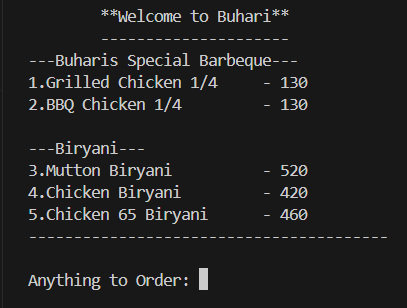 **Welcome to Buhari**
---------------------
---Buharis Special Barbeque---
1.Grilled Chicken 1/4     - 130
2.BBQ Chicken 1/4         - 130
---Biryani---
3.Mutton Biryani          - 520
4.Chicken Biryani         - 420
5.Chicken 65 Biryani      - 460
----------------------------------------
Anything to Order: